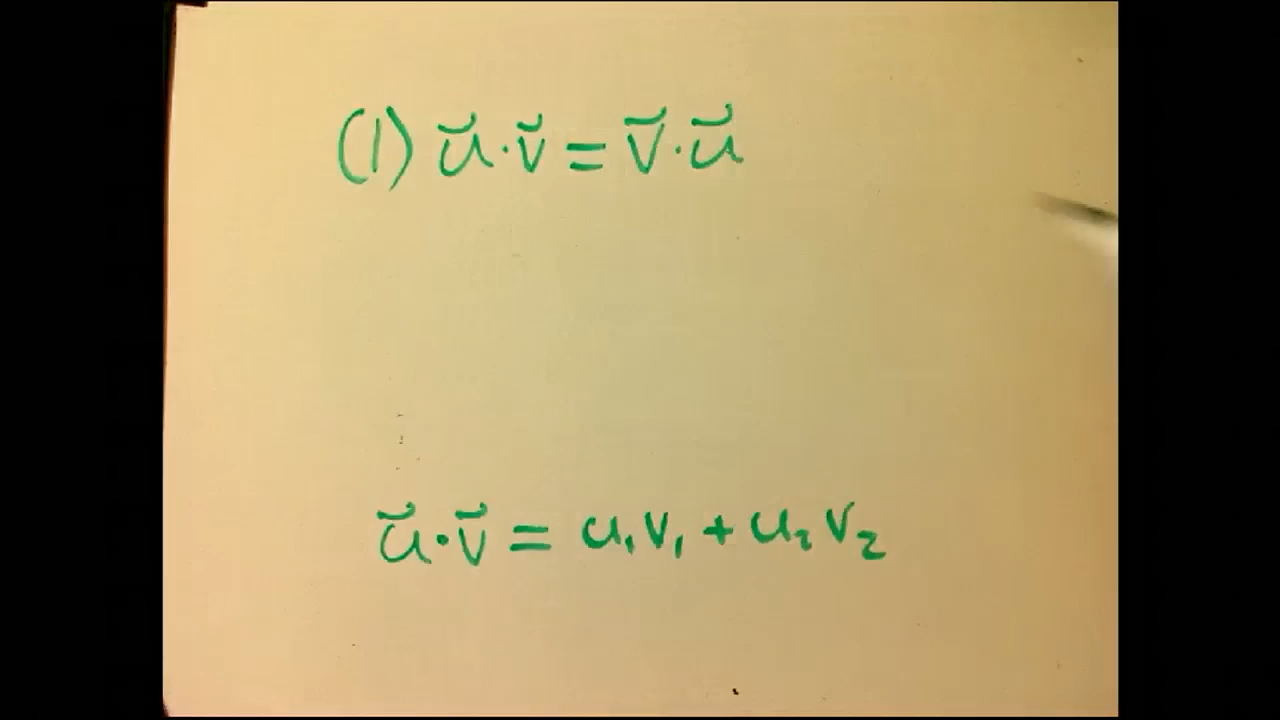 (1) u⃗·v⃗ = v⃗·u⃗
u⃗·v⃗ = u₁v₁ + u₂v₂